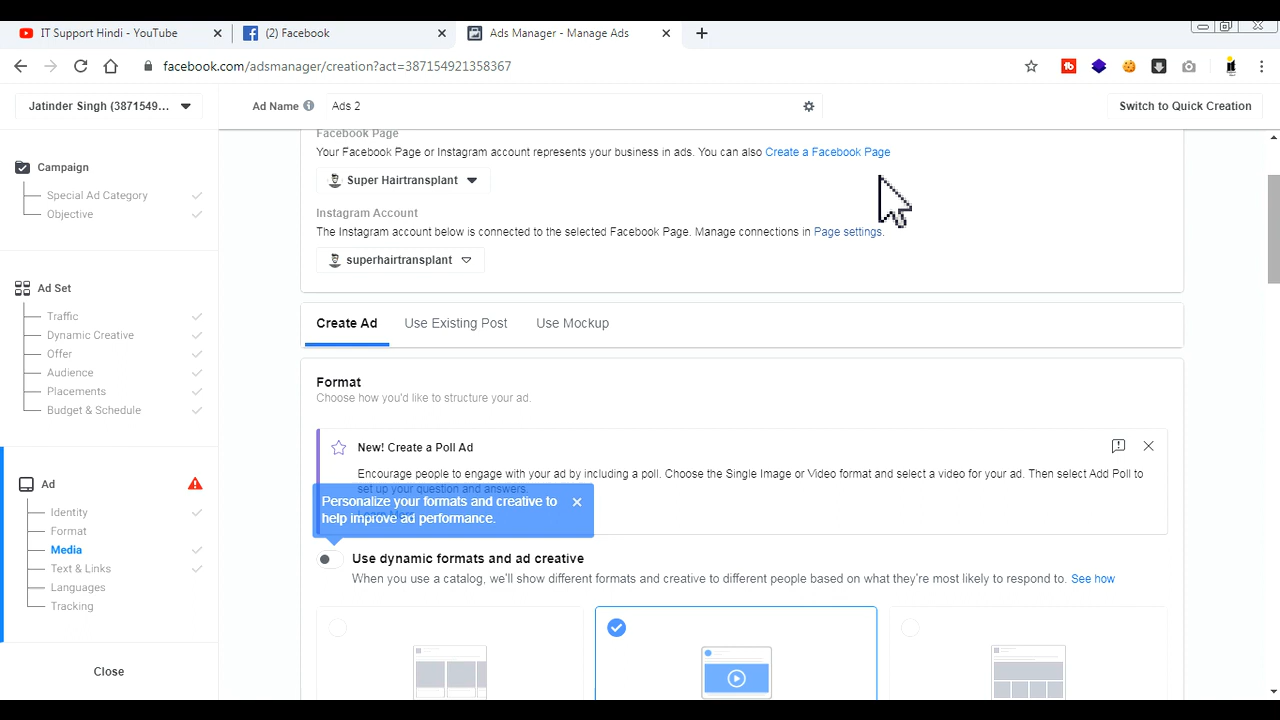 IT Support Hindi - YouTube
(2) Facebook
Ads Manager - Manage Ads
facebook.com/adsmanager/creation?act=387154921358367
Jatinder Singh (3871549...
Ad Name
Ads 2
Switch to Quick Creation
Campaign
Special Ad Category
Objective
Ad Set
Traffic
Dynamic Creative
Offer
Audience
Placements
Budget & Schedule
Ad
Identity
Format
Media
Text & Links
Languages
Tracking
Close
Facebook Page
Your Facebook Page or Instagram account represents your business in ads. You can also Create a Facebook Page
Super Hairtransplant
Instagram Account
The Instagram account below is connected to the selected Facebook Page. Manage connections in Page settings.
superhairtransplant
Create Ad
Use Existing Post
Use Mockup
Format
Choose how you'd like to structure your ad.
New! Create a Poll Ad
Encourage people to engage with your ad by including a poll. Choose the Single Image or Video format and select a video for your ad. Then select Add Poll to
set up your question and answers.
Personalize your formats and creative to
help improve ad performance.
Use dynamic formats and ad creative
When you use a catalog, we'll show different formats and creative to different people based on what they're most likely to respond to. See how